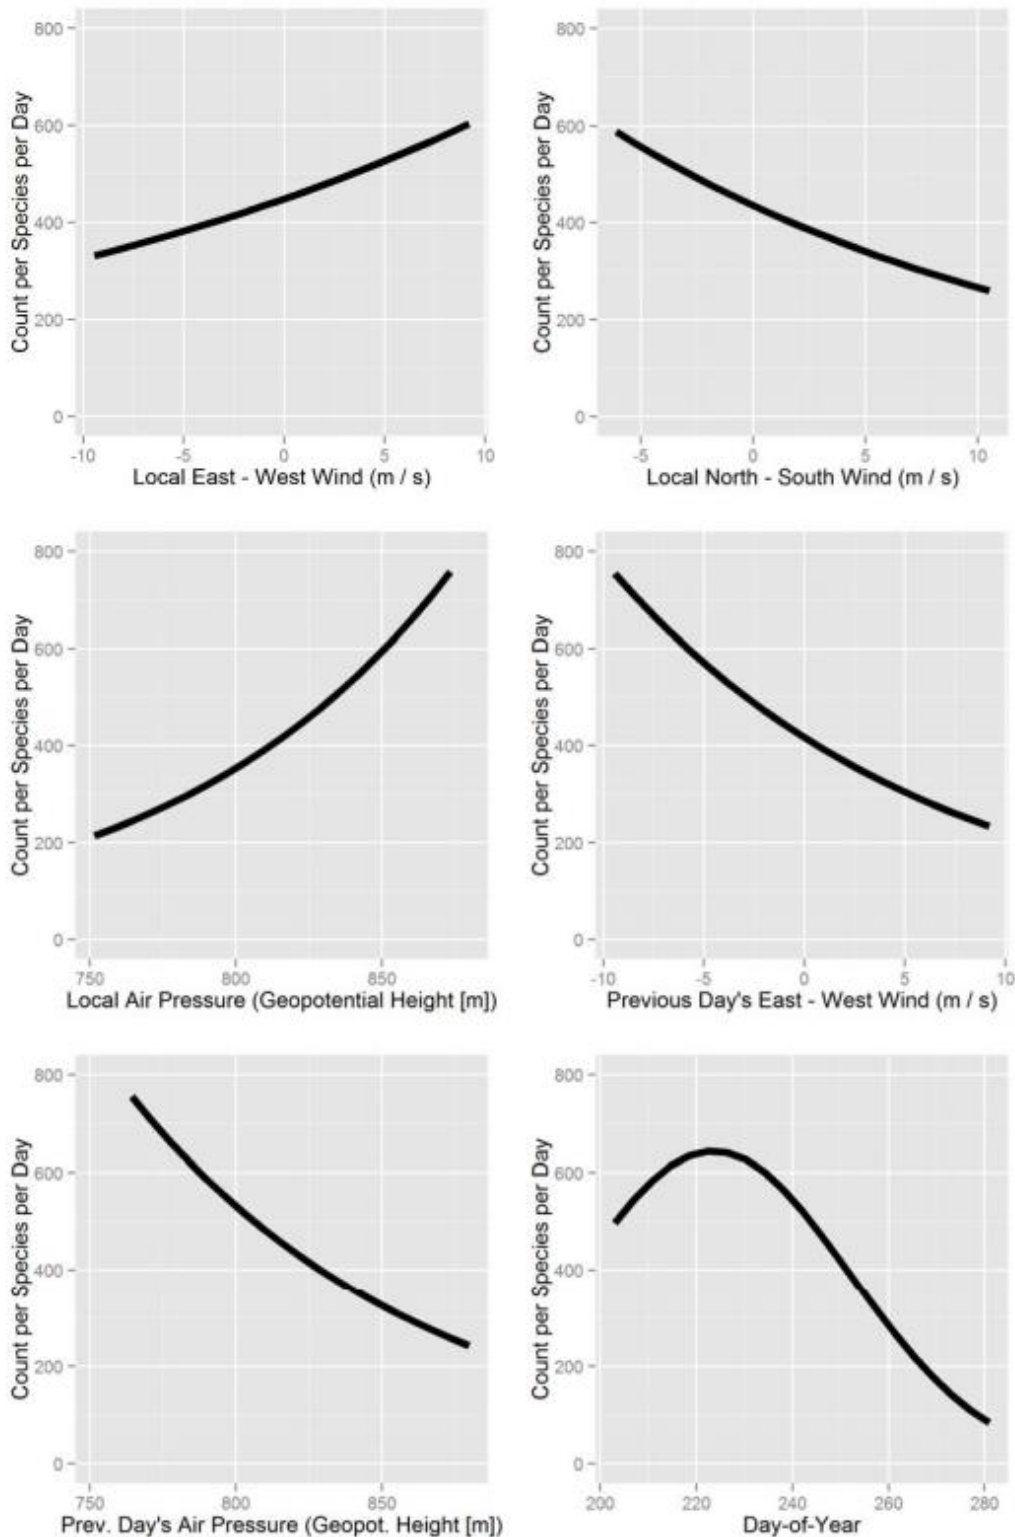 Count per Species per Day
800
600
400
200
0
-10 -5 0 5 10
Local East - West Wind (m / s)
Count per Species per Day
800
600
400
200
0
-5 0 5 10
Local North - South Wind (m / s)
Count per Species per Day
800
600
400
200
0
750 800 850
Local Air Pressure (Geopotential Height [m])
Count per Species per Day
800
600
400
200
0
-10 -5 0 5 10
Previous Day's East - West Wind (m / s)
Count per Species per Day
800
600
400
200
0
750 800 850
Prev. Day's Air Pressure (Geopot. Height [m])
Count per Species per Day
800
600
400
200
0
200 220 240 260 280
Day-of-Year